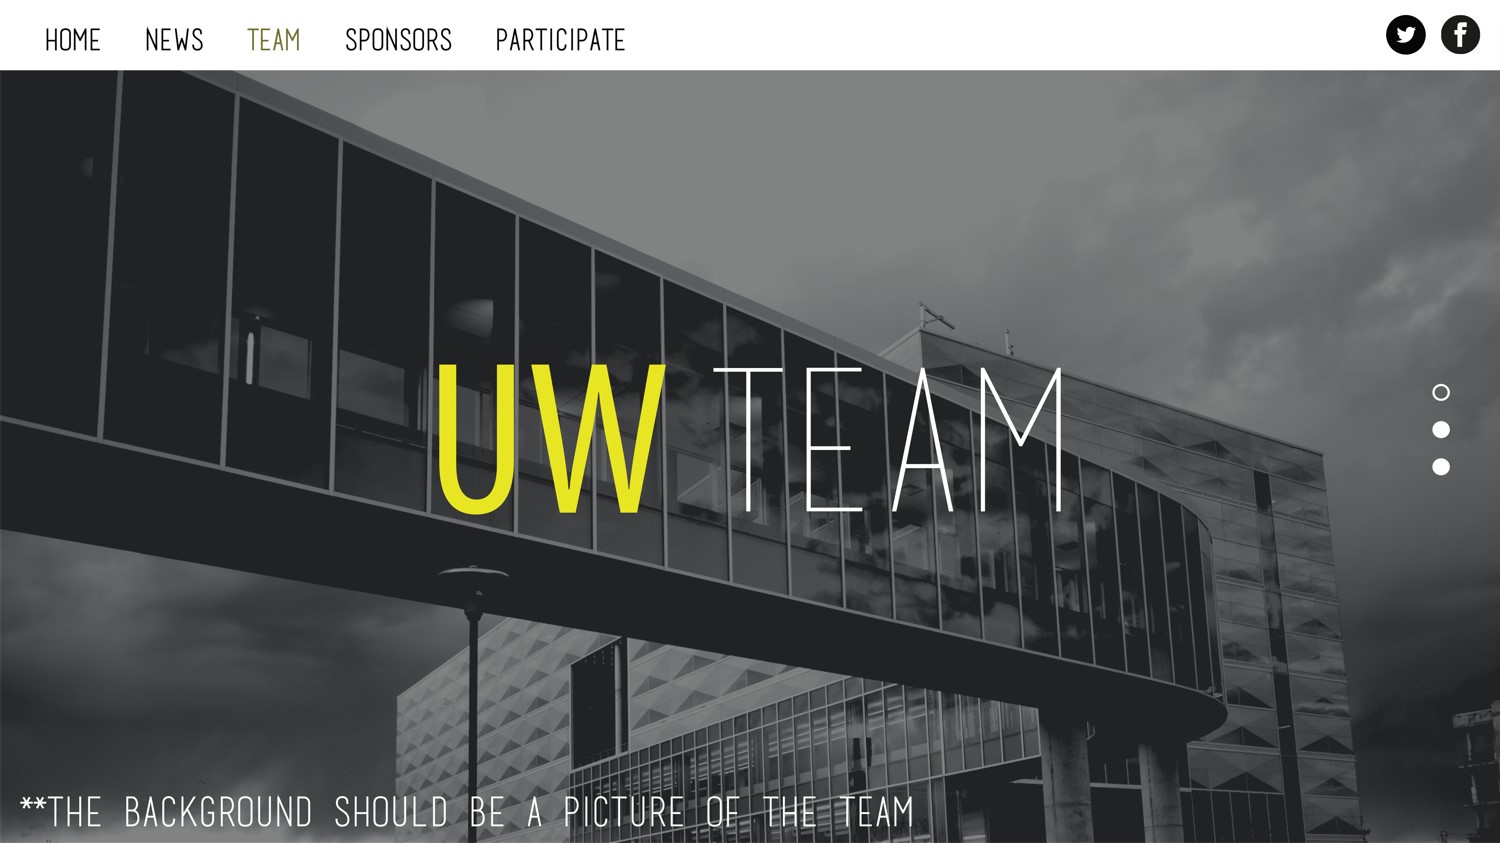 HOME NEWS TEAM SPONSORS PARTICIPATE
UW TEAM
**THE BACKGROUND SHOULD BE A PICTURE OF THE TEAM